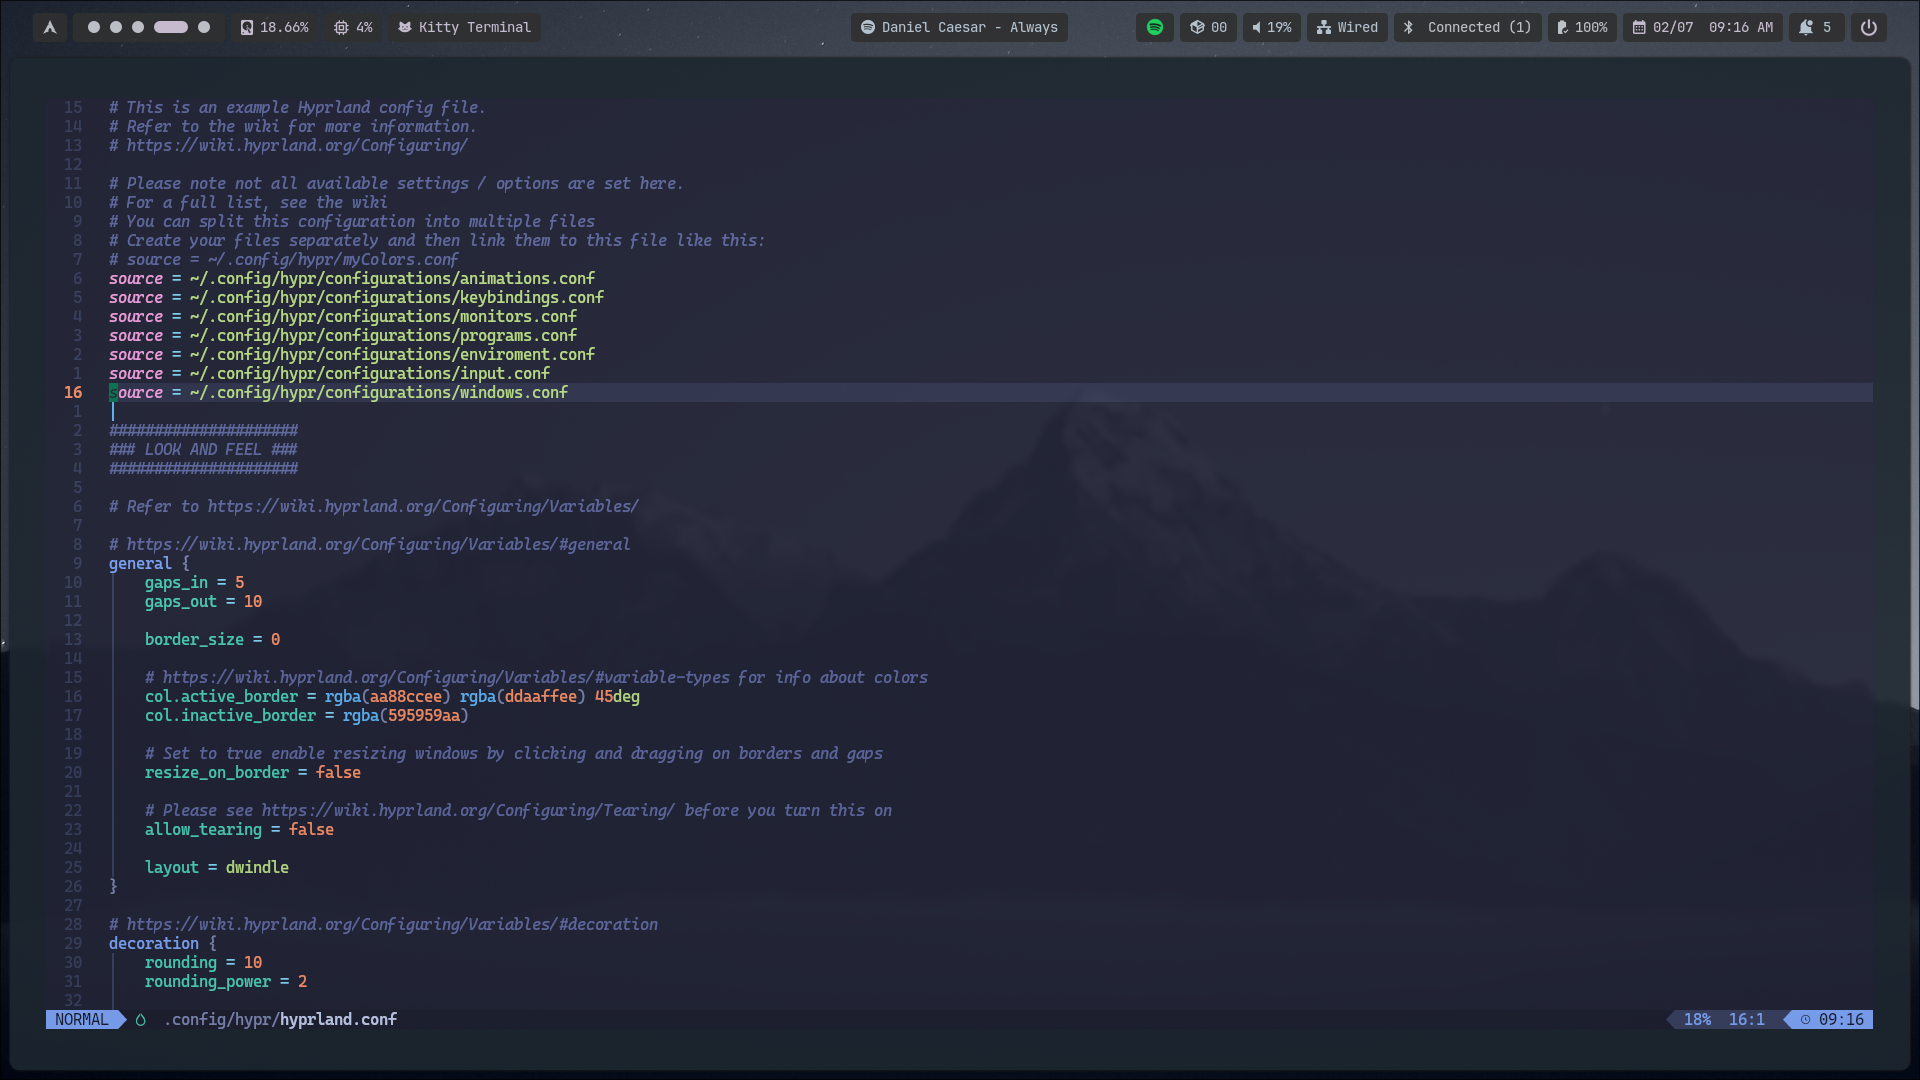 18.66% 4% Kitty Terminal Daniel Caesar - Always 00 19% Wired Connected (1) 100% 02/07 09:16 AM 5
15 # This is an example Hyprland config file.
14 # Refer to the wiki for more information.
13 # https://wiki.hyprland.org/Configuring/
12
11 # Please note not all available settings / options are set here.
10 # For a full list, see the wiki
9 # You can split this configuration into multiple files
8 # Create your files separately and then link them to this file like this:
7 # source = ~/.config/hypr/myColors.conf
6 source = ~/.config/hypr/configurations/animations.conf
5 source = ~/.config/hypr/configurations/keybindings.conf
4 source = ~/.config/hypr/configurations/monitors.conf
3 source = ~/.config/hypr/configurations/programs.conf
2 source = ~/.config/hypr/configurations/enviroment.conf
1 source = ~/.config/hypr/configurations/input.conf
16 source = ~/.config/hypr/configurations/windows.conf
1
2 #####################
3 ### LOOK AND FEEL ###
4 #####################
5
6 # Refer to https://wiki.hyprland.org/Configuring/Variables/
7
8 # https://wiki.hyprland.org/Configuring/Variables/#general
9 general {
10 gaps_in = 5
11 gaps_out = 10
12
13 border_size = 0
14
15 # https://wiki.hyprland.org/Configuring/Variables/#variable-types for info about colors
16 col.active_border = rgba(aa88ccee) rgba(ddaaffee) 45deg
17 col.inactive_border = rgba(595959aa)
18
19 # Set to true enable resizing windows by clicking and dragging on borders and gaps
20 resize_on_border = false
21
22 # Please see https://wiki.hyprland.org/Configuring/Tearing/ before you turn this on
23 allow_tearing = false
24
25 layout = dwindle
26 }
27
28 # https://wiki.hyprland.org/Configuring/Variables/#decoration
29 decoration {
30 rounding = 10
31 rounding_power = 2
32
NORMAL .config/hypr/hyprland.conf 18% 16:1 09:16